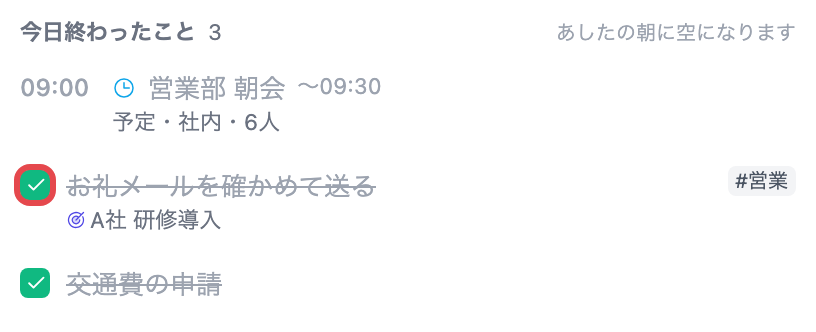 今日終わったこと 3 あしたの朝に空になります
09:00 営業部 朝会 〜09:30
予定・社内・6人
お礼メールを確かめて送る #営業
A社 研修導入
交通費の申請